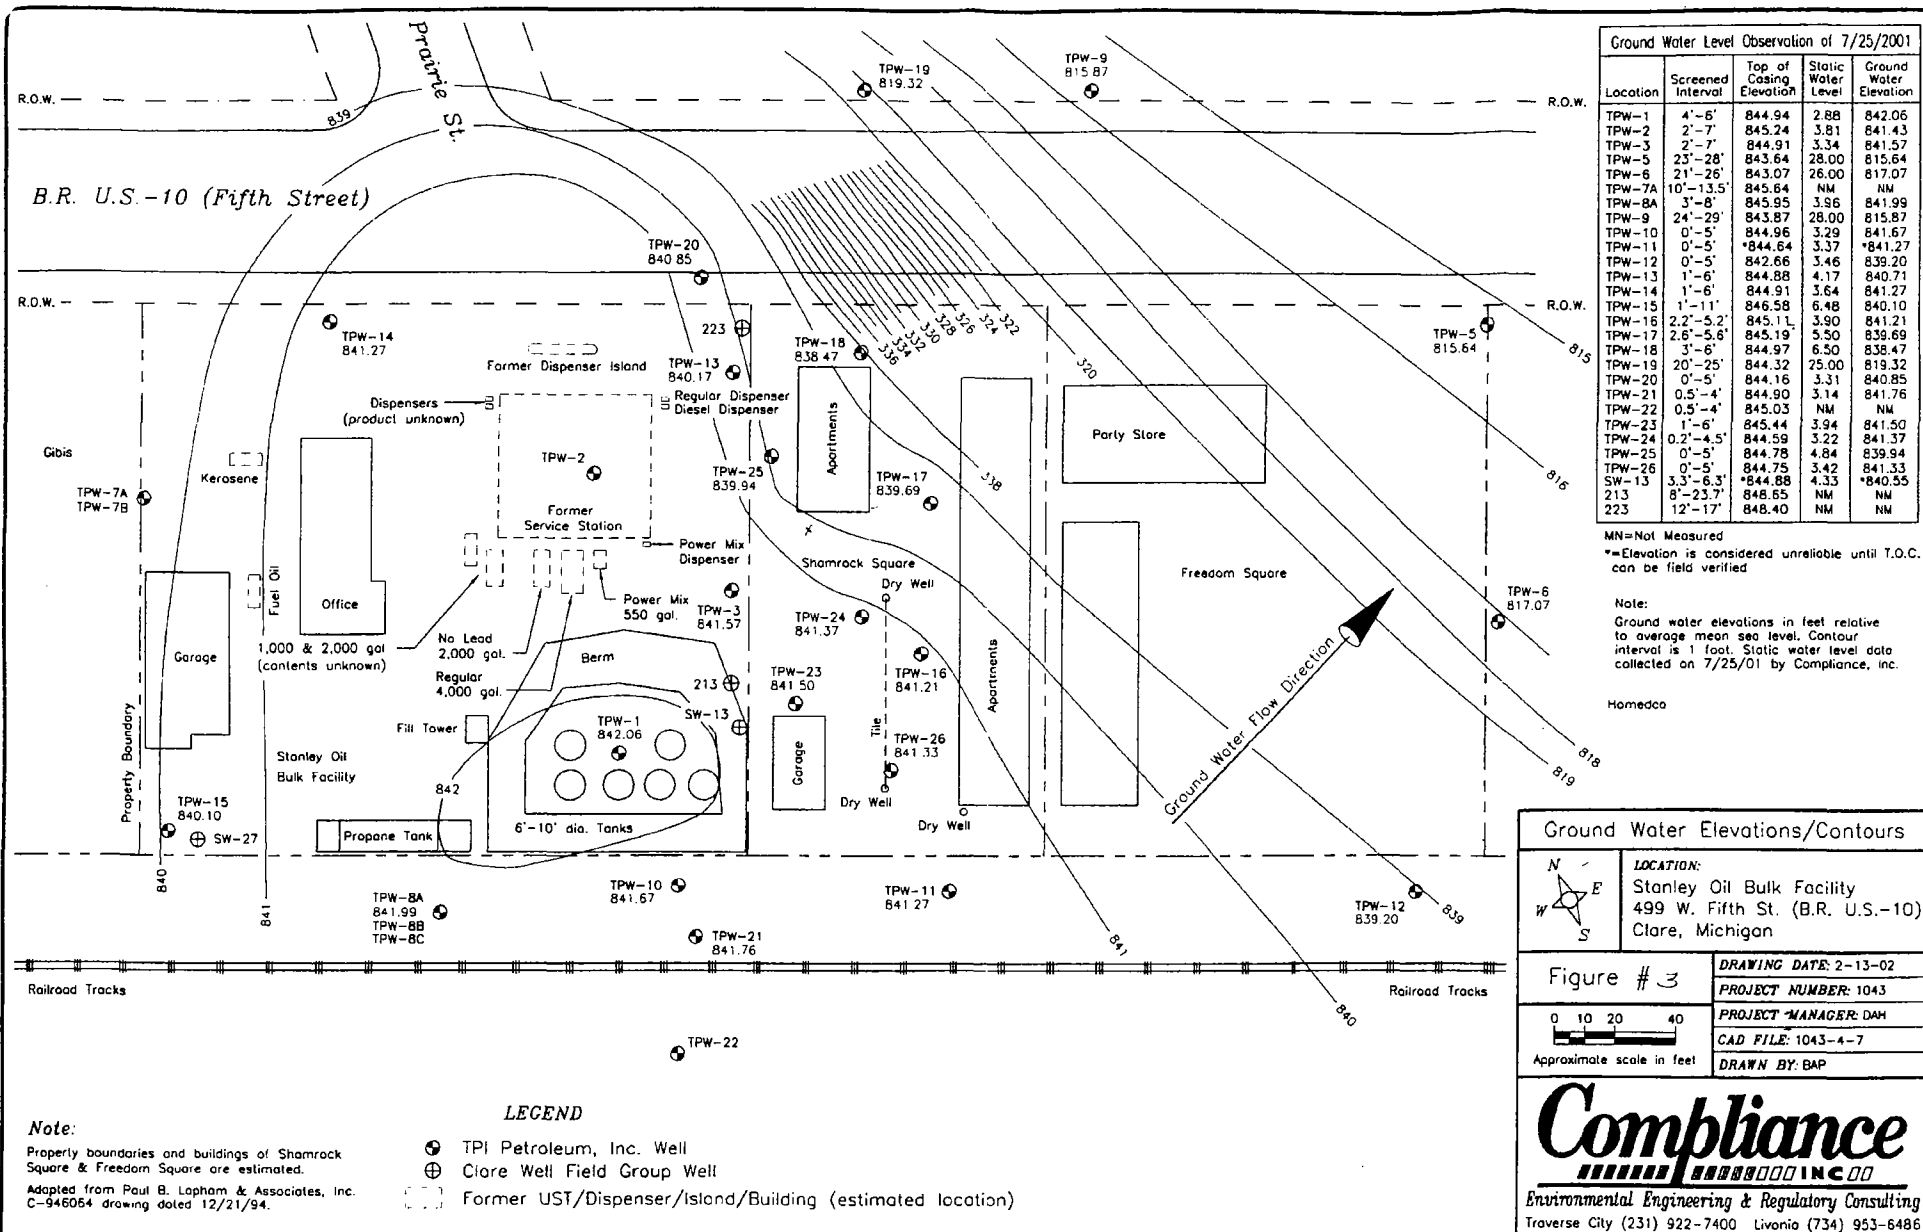 Prairie St.
R.O.W.
R.O.W.
839
B.R. U.S.-10 (Fifth Street)
TPW-19
819.32
TPW-9
815.87
TPW-20
840.85
R.O.W.
R.O.W.
TPW-14
841.27
223
Former Dispenser Island
TPW-13
840.17
TPW-18
838.47
336
334
332
330
328
326
324
322
320
TPW-5
815.64
815
Dispensers
(product unknown)
Regular Dispenser
Diesel Dispenser
Apartments
Party Store
Gibis
Kerosene
TPW-2
TPW-25
839.94
TPW-17
839.69
338
816
TPW-7A
TPW-7B
Former
Service Station
Power Mix
Dispenser
Shamrock Square
Dry Well
Freedom Square
Fuel Oil
Office
Garage
1,000 & 2,000 gal
(contents unknown)
No Lead
2,000 gal.
Regular
4,000 gal.
Power Mix
550 gal.
TPW-3
841.57
TPW-24
841.37
TPW-6
817.07
Berm
213
TPW-23
841.50
TPW-16
841.21
Apartments
Ground Water Flow Direction
Property Boundary
Fill Tower
TPW-1
842.06
SW-13
Tile
TPW-26
841.33
Garage
Stanley Oil
Bulk Facility
842
818
819
TPW-15
840.10
SW-27
Propane Tank
6'-10' dia. Tanks
Dry Well
Dry Well
840
841
TPW-8A
841.99
TPW-8B
TPW-8C
TPW-10
841.67
TPW-11
841.27
TPW-12
839.20
839
TPW-21
841.76
841
Railroad Tracks
Railroad Tracks
840
TPW-22
LEGEND
TPI Petroleum, Inc. Well
Clare Well Field Group Well
Former UST/Dispenser/Island/Building (estimated location)
Note:
Property boundaries and buildings of Shamrock
Square & Freedom Square are estimated.
Adapted from Paul B. Lapham & Associates, Inc.
C-946064 drawing dated 12/21/94.
Ground Water Level Observation of 7/25/2001
Location Screened Interval Top of Casing Elevation Static Water Level Ground Water Elevation
TPW-1 4'-6' 844.94 2.88 842.06
TPW-2 2'-7' 845.24 3.81 841.43
TPW-3 2'-7' 844.91 3.34 841.57
TPW-5 23'-28' 843.64 28.00 815.64
TPW-6 21'-26' 843.07 26.00 817.07
TPW-7A 10'-13.5' 845.64 NM NM
TPW-8A 3'-8' 845.95 3.96 841.99
TPW-9 24'-29' 843.87 28.00 815.87
TPW-10 0'-5' 844.96 3.29 841.67
TPW-11 0'-5' *844.64 3.37 *841.27
TPW-12 0'-5' 842.66 3.46 839.20
TPW-13 1'-6' 844.88 4.17 840.71
TPW-14 1'-6' 844.91 3.64 841.27
TPW-15 1'-11' 846.58 6.48 840.10
TPW-16 2.2'-5.2' 845.11 3.90 841.21
TPW-17 2.6'-5.6' 845.19 5.50 839.69
TPW-18 3'-6' 844.97 6.50 838.47
TPW-19 20'-25' 844.32 25.00 819.32
TPW-20 0'-5' 844.16 3.31 840.85
TPW-21 0.5'-4' 844.90 3.14 841.76
TPW-22 0.5'-4' 845.03 NM NM
TPW-23 1'-6' 845.44 3.94 841.50
TPW-24 0.2'-4.5' 844.59 3.22 841.37
TPW-25 0'-5' 844.78 4.84 839.94
TPW-26 0'-5' 844.75 3.42 841.33
SW-13 3.3'-6.3' *844.88 4.33 *840.55
213 8'-23.7' 848.65 NM NM
223 12'-17' 848.40 NM NM
MN=Not Measured
*=Elevation is considered unreliable until T.O.C.
can be field verified
Note:
Ground water elevations in feet relative
to average mean sea level. Contour
interval is 1 foot. Static water level data
collected on 7/25/01 by Compliance, Inc.
Homedco
Ground Water Elevations/Contours
N
E
W
S
LOCATION:
Stanley Oil Bulk Facility
499 W. Fifth St. (B.R. U.S.-10)
Clare, Michigan
Figure # 3
DRAWING DATE: 2-13-02
PROJECT NUMBER: 1043
PROJECT MANAGER: DAH
CAD FILE: 1043-4-7
DRAWN BY: BAP
0 10 20 40
Approximate scale in feet
Compliance
INC
Environmental Engineering & Regulatory Consulting
Traverse City (231) 922-7400 Livonia (734) 953-6486